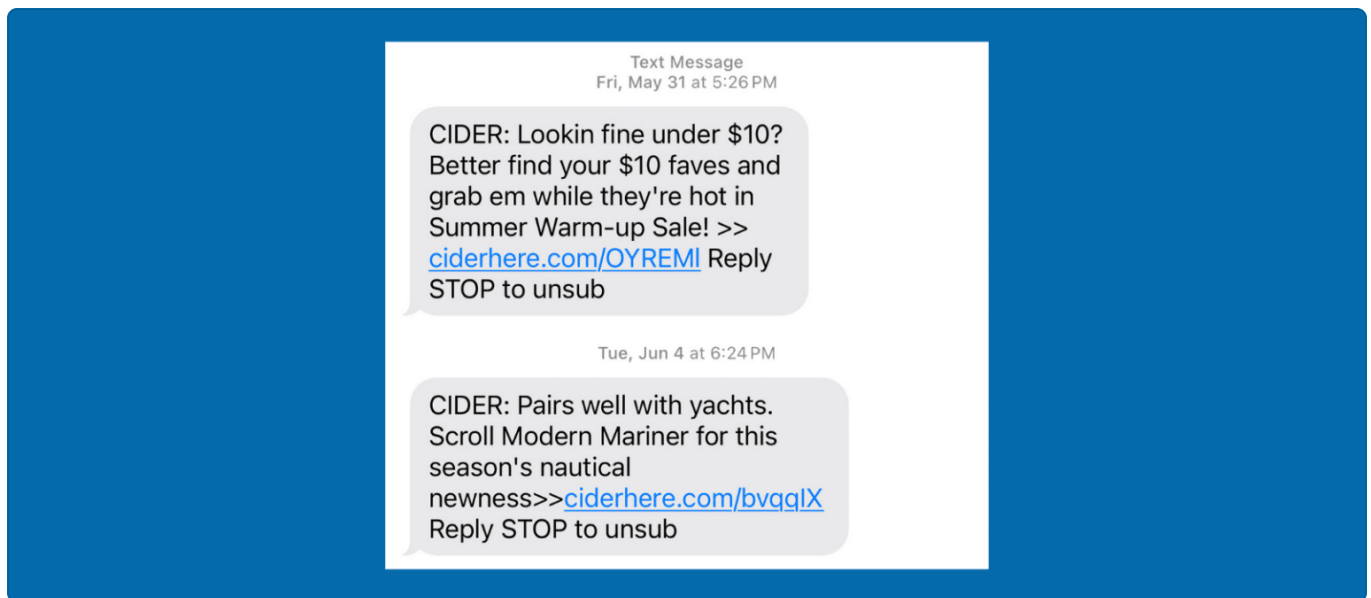 Text Message
Fri, May 31 at 5:26 PM
CIDER: Lookin fine under $10?
Better find your $10 faves and
grab em while they're hot in
Summer Warm-up Sale! >>
ciderhere.com/OYREMl Reply
STOP to unsub
Tue, Jun 4 at 6:24 PM
CIDER: Pairs well with yachts.
Scroll Modern Mariner for this
season's nautical
newness>>ciderhere.com/bvqqIX
Reply STOP to unsub